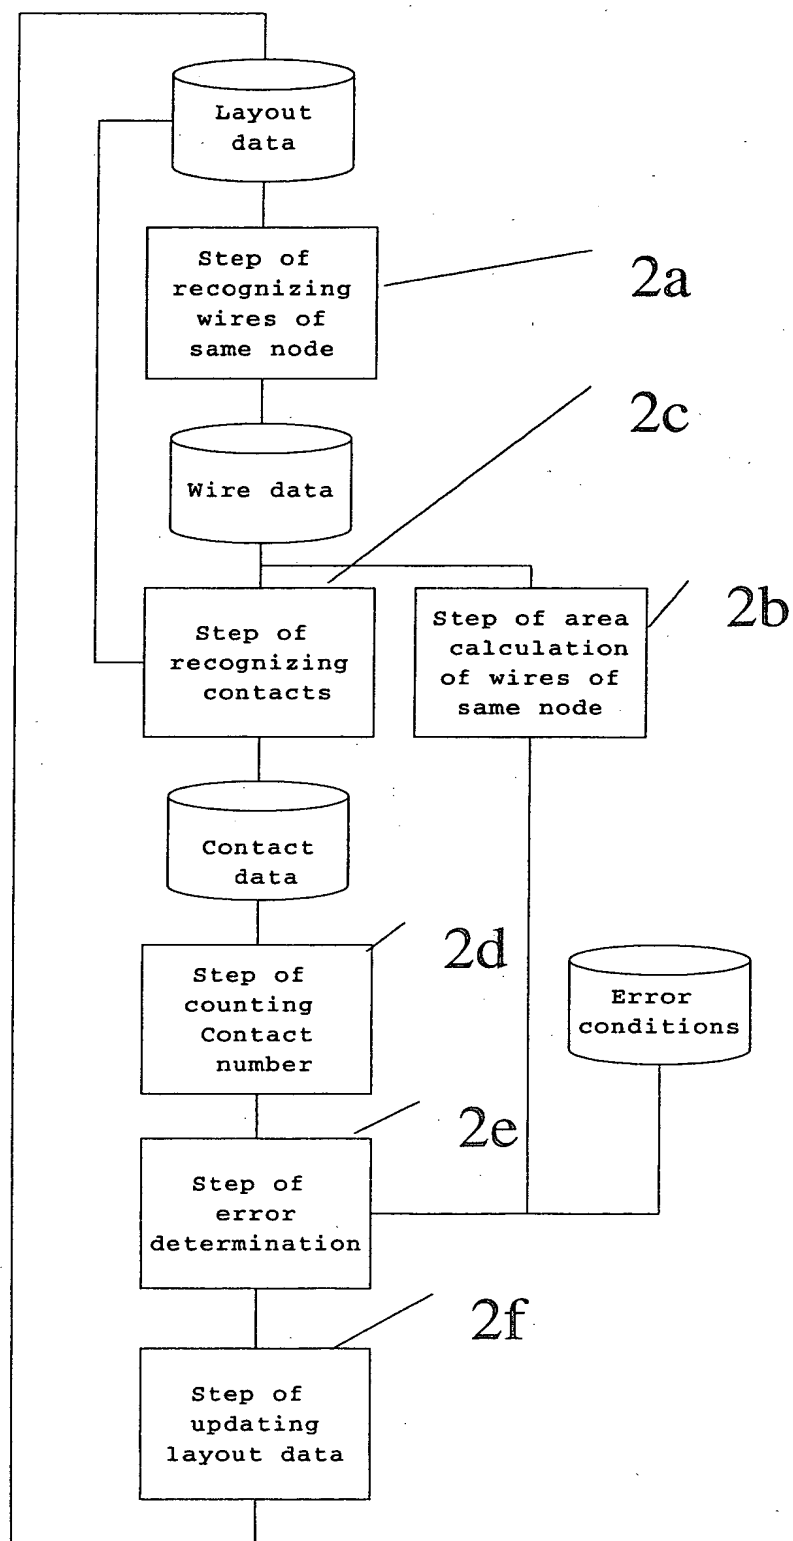 Layout
data
Step of
recognizing
wires of
same node
2a
2c
Wire data
Step of
recognizing
contacts
Step of area
calculation
of wires of
same node
2b
Contact
data
Step of
counting
Contact
number
2d
Error
conditions
2e
Step of
error
determination
2f
Step of
updating
layout data